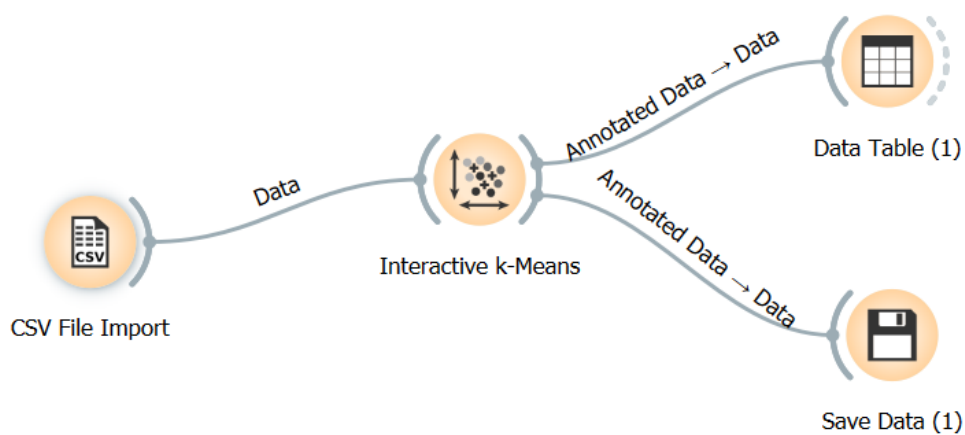 Annotated Data → Data
Data Table (1)
Data
CSV
Interactive k-Means
Annotated Data → Data
CSV File Import
Save Data (1)